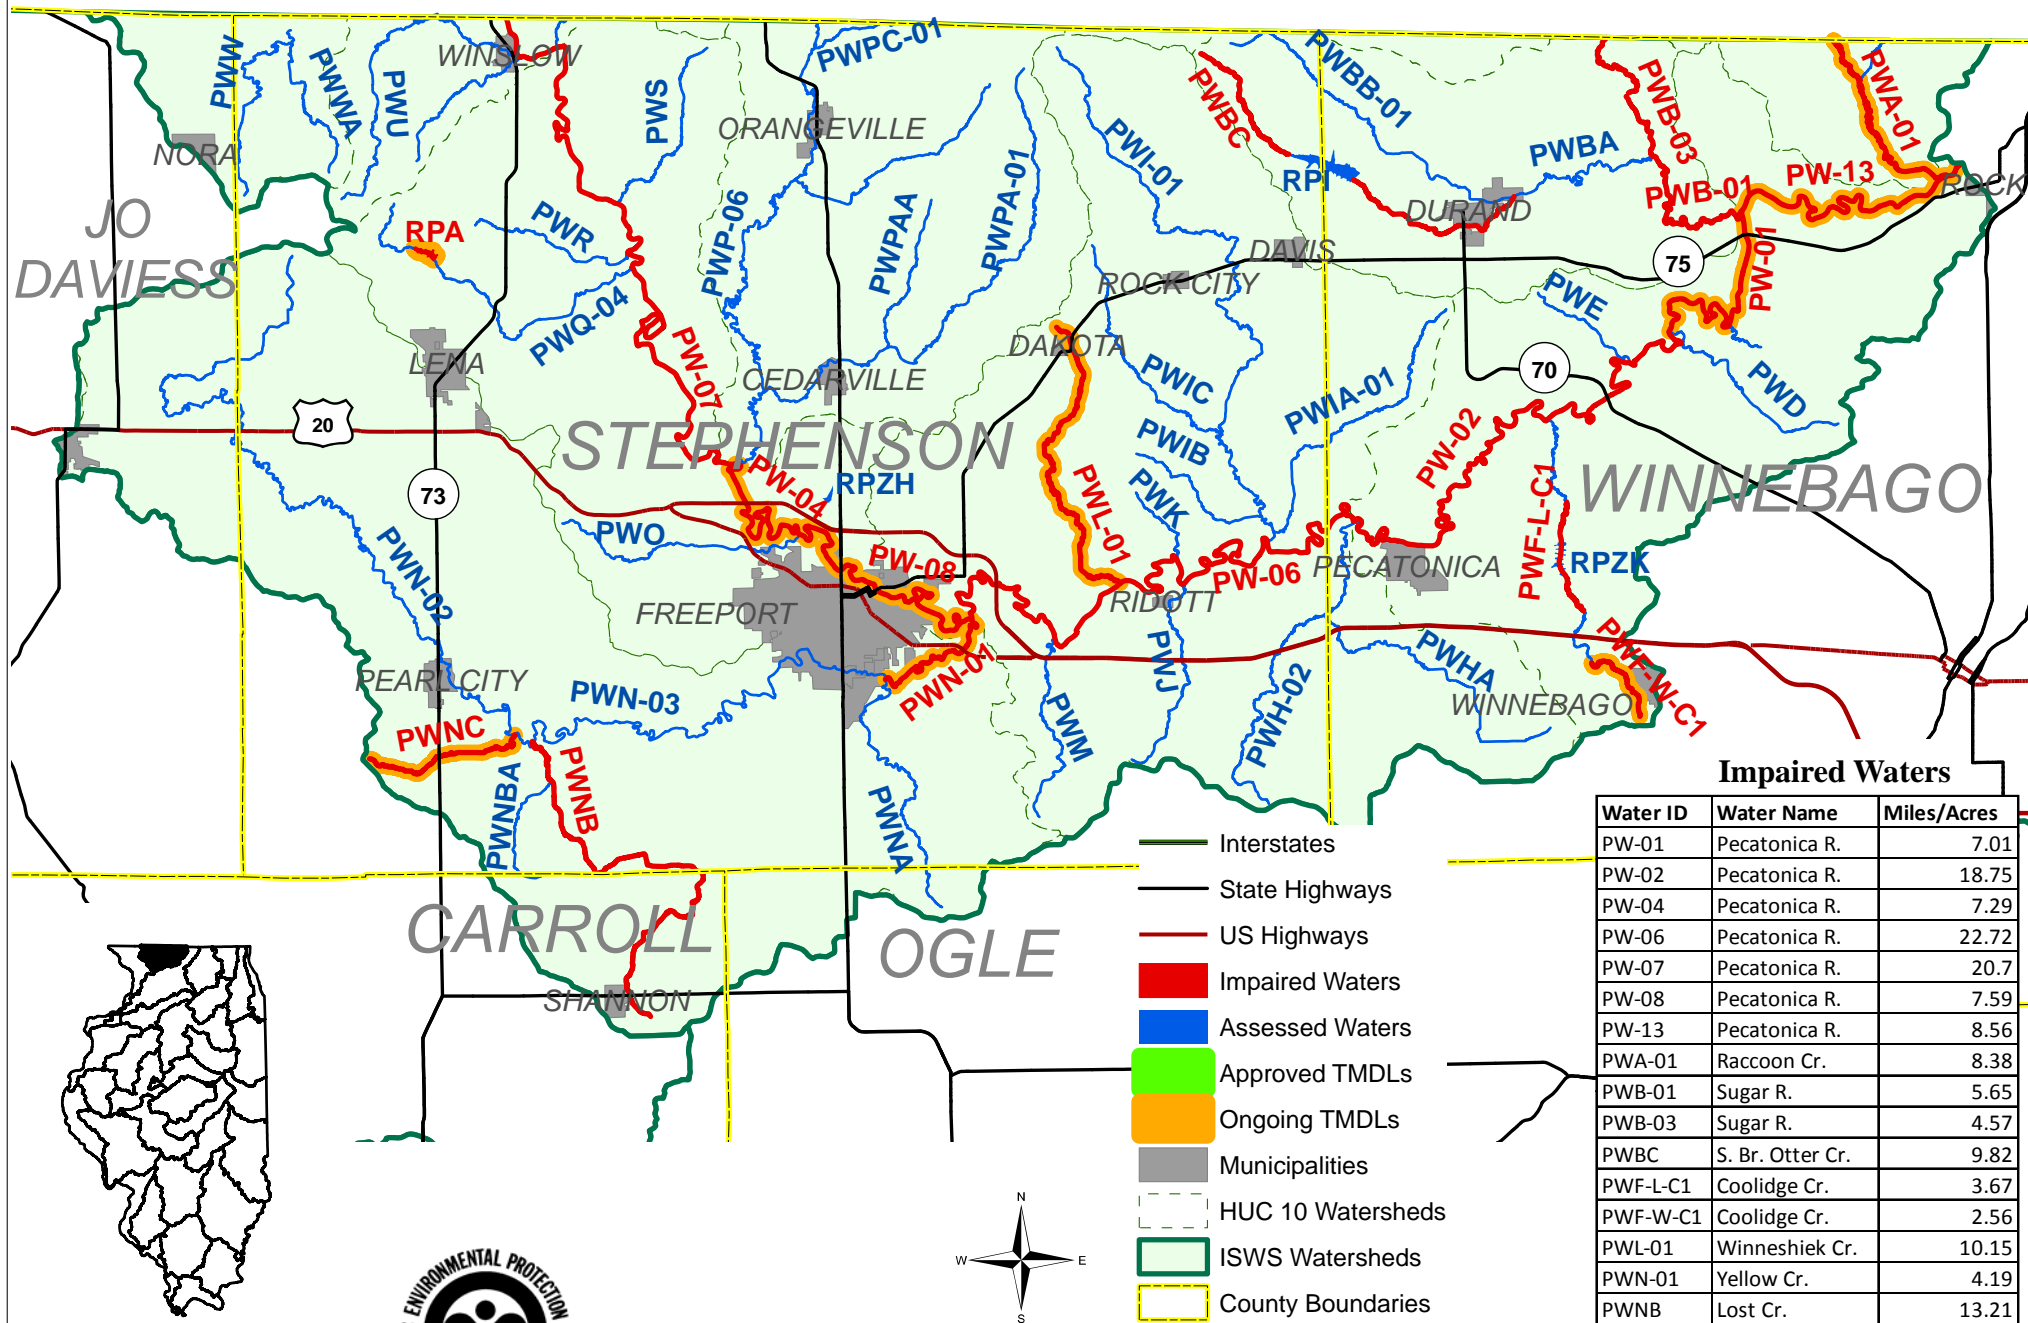 PWW
PWWA
PWU
WINSLOW
PWS
PWPC-01
ORANGEVILLE
NORA
JO
DAVIESS
RPA
PWR
PWQ-04
PWP-06
PWPAA
PWPA-01
PWI-01
PWBC
PWBB-01
RPI
PWBA
PWB-03
PWB-01
PW-13
PWA-01
ROCK
DURAND
DAVIS
ROCK CITY
DAKOTA
75
PW-01
PWE
PWD
70
LENA
20
73
PW-07
CEDARVILLE
STEPHENSON
PW-04
RPZH
PWO
PW-08
FREEPORT
PWL-01
PWIC
PWIB
PWK
PWIA-01
PW-02
WINNEBAGO
PWF-L-C1
RPZK
PECATONICA
PW-06
RIDOTT
PWN-02
PEARL CITY
PWN-03
PWN-01
PWM
PWJ
PWH-02
PWHA
WINNEBAGO
PWF-W-C1
PWNC
PWNBA
PWNB
PWNA
CARROLL
OGLE
SHANNON
Interstates
State Highways
US Highways
Impaired Waters
Assessed Waters
Approved TMDLs
Ongoing TMDLs
Municipalities
HUC 10 Watersheds
ISWS Watersheds
County Boundaries
N
W E
S
ENVIRONMENTAL PROTECTION
Impaired Waters
Water ID Water Name Miles/Acres
PW-01 Pecatonica R. 7.01
PW-02 Pecatonica R. 18.75
PW-04 Pecatonica R. 7.29
PW-06 Pecatonica R. 22.72
PW-07 Pecatonica R. 20.7
PW-08 Pecatonica R. 7.59
PW-13 Pecatonica R. 8.56
PWA-01 Raccoon Cr. 8.38
PWB-01 Sugar R. 5.65
PWB-03 Sugar R. 4.57
PWBC S. Br. Otter Cr. 9.82
PWF-L-C1 Coolidge Cr. 3.67
PWF-W-C1 Coolidge Cr. 2.56
PWL-01 Winneshiek Cr. 10.15
PWN-01 Yellow Cr. 4.19
PWNB Lost Cr. 13.21